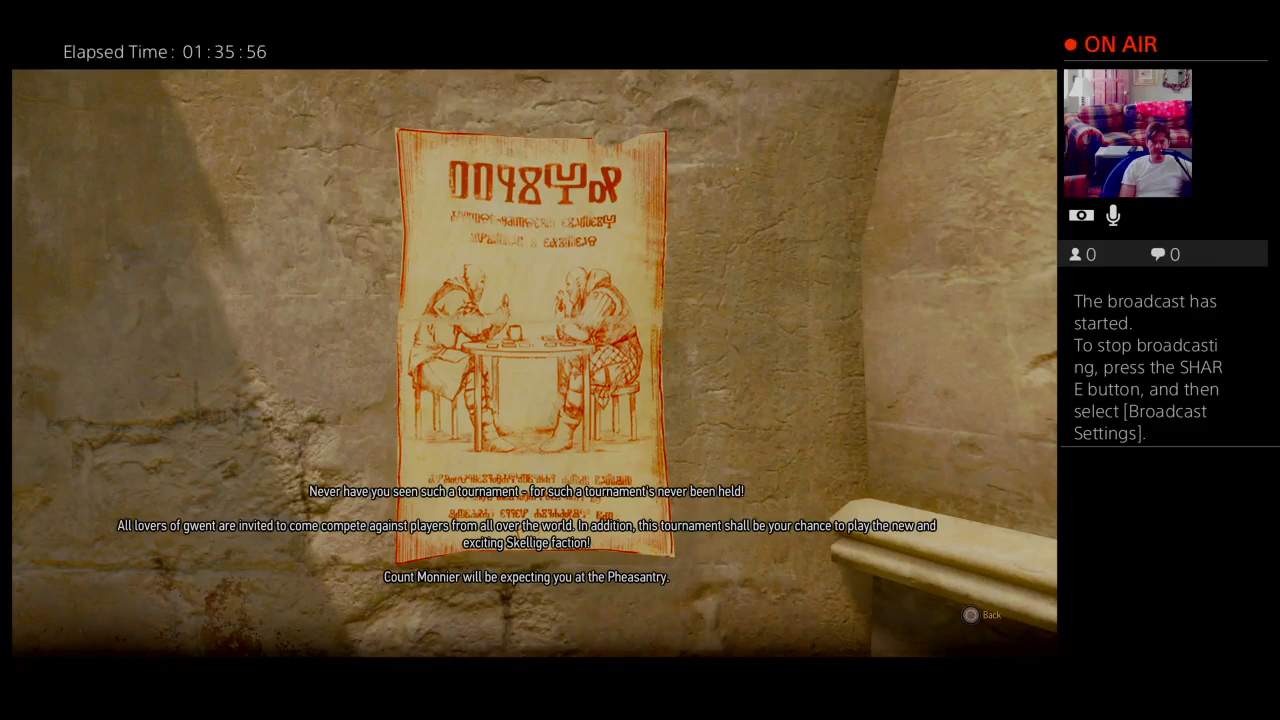 Elapsed Time: 01:35:56
ON AIR
0
0
The broadcast has
started.
To stop broadcasti
ng, press the SHAR
E button, and then
select [Broadcast
Settings].
Never have you seen such a tournament - for such a tournament's never been held!
All lovers of gwent are invited to come compete against players from all over the world. In addition, this tournament shall be your chance to play the new and
exciting Skellige faction!
Count Monnier will be expecting you at the Pheasantry.
Back